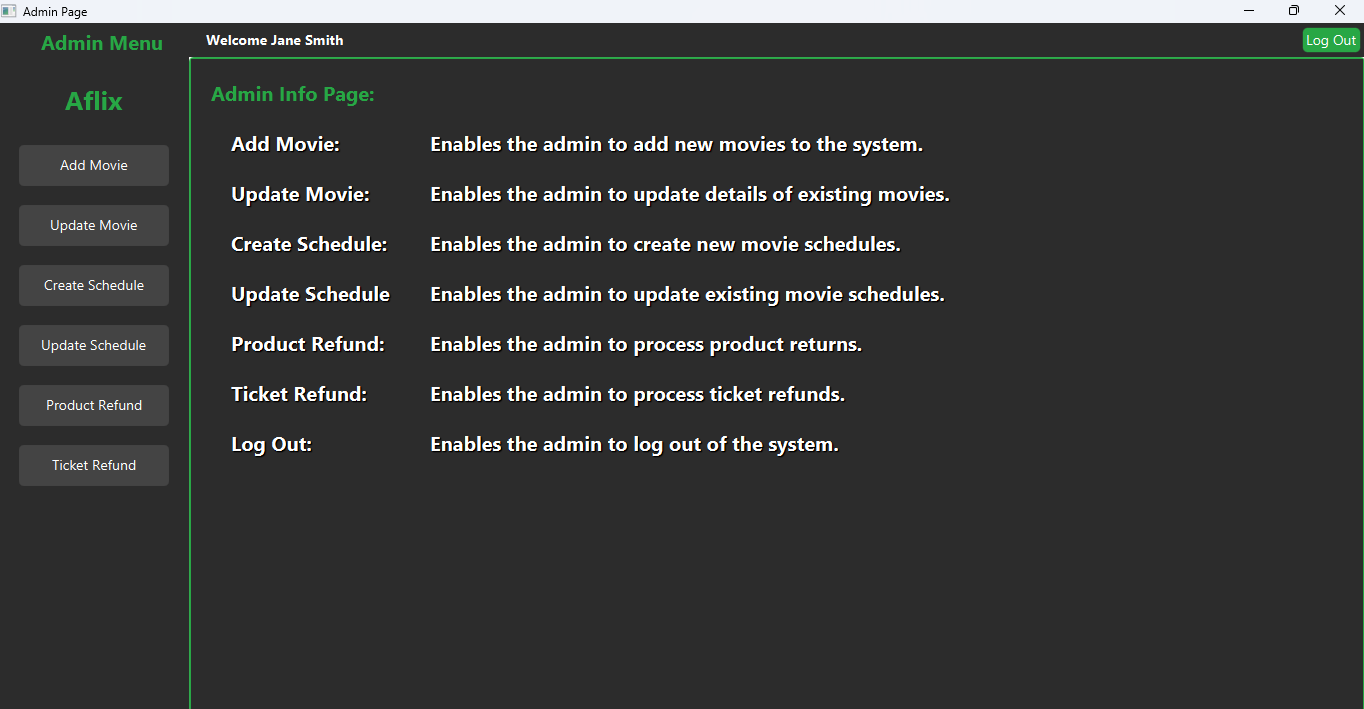 Admin Page
Admin Menu
Welcome Jane Smith
Log Out
Aflix
Add Movie
Update Movie
Create Schedule
Update Schedule
Product Refund
Ticket Refund
Admin Info Page:
Add Movie: Enables the admin to add new movies to the system.
Update Movie: Enables the admin to update details of existing movies.
Create Schedule: Enables the admin to create new movie schedules.
Update Schedule Enables the admin to update existing movie schedules.
Product Refund: Enables the admin to process product returns.
Ticket Refund: Enables the admin to process ticket refunds.
Log Out: Enables the admin to log out of the system.